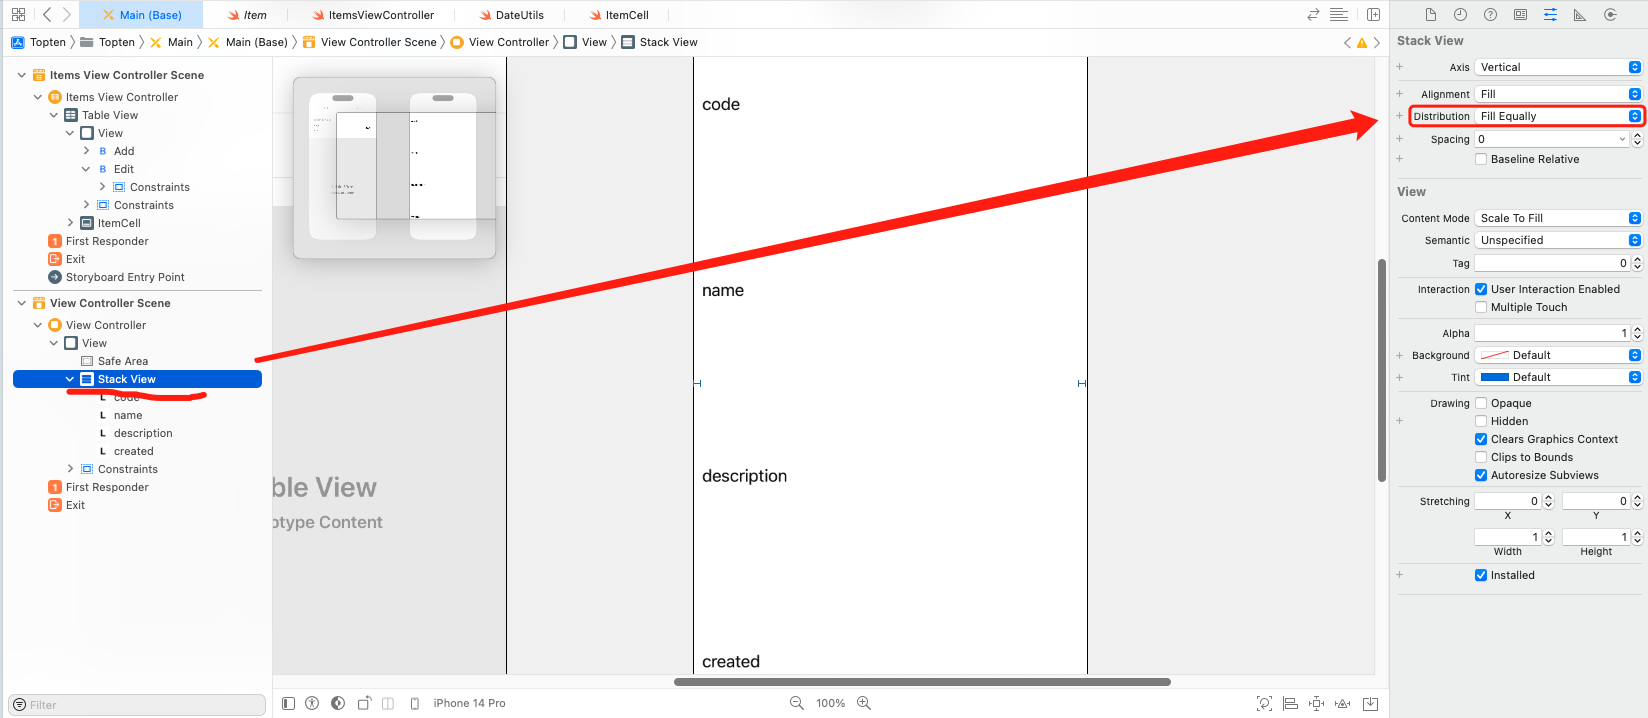 Main (Base)
Item
ItemsViewController
DateUtils
ItemCell
Topten
Topten
Main
Main (Base)
View Controller Scene
View Controller
View
Stack View
Items View Controller Scene
Items View Controller
Table View
View
B Add
B Edit
Constraints
Constraints
ItemCell
1 First Responder
Exit
Storyboard Entry Point
View Controller Scene
View Controller
View
Safe Area
Stack View
L code
L name
L description
L created
Constraints
1 First Responder
Exit
Filter
Table View
ble View
otype Content
code
name
description
created
iPhone 14 Pro
100%
Stack View
Axis Vertical
Alignment Fill
Distribution Fill Equally
Spacing 0
Baseline Relative
View
Content Mode Scale To Fill
Semantic Unspecified
Tag 0
Interaction User Interaction Enabled
Multiple Touch
Alpha 1
Background Default
Tint Default
Drawing Opaque
Hidden
Clears Graphics Context
Clips to Bounds
Autoresize Subviews
Stretching 0 0
X Y
1 1
Width Height
Installed